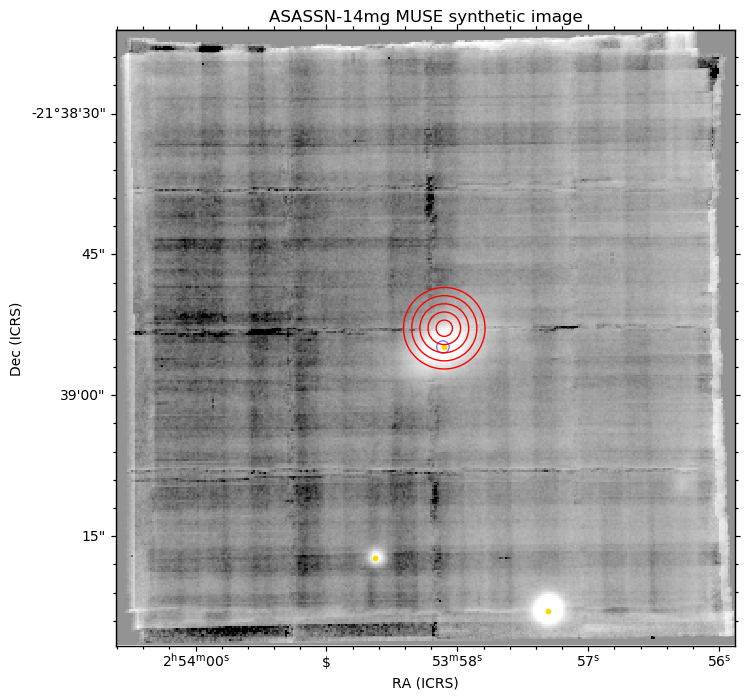 ASASSN-14mg MUSE synthetic image
-21°38'30"
45"
39'00"
15"
Dec (ICRS)
2ʰ54ᵐ00ˢ $ 53ᵐ58ˢ 57ˢ 56ˢ
RA (ICRS)